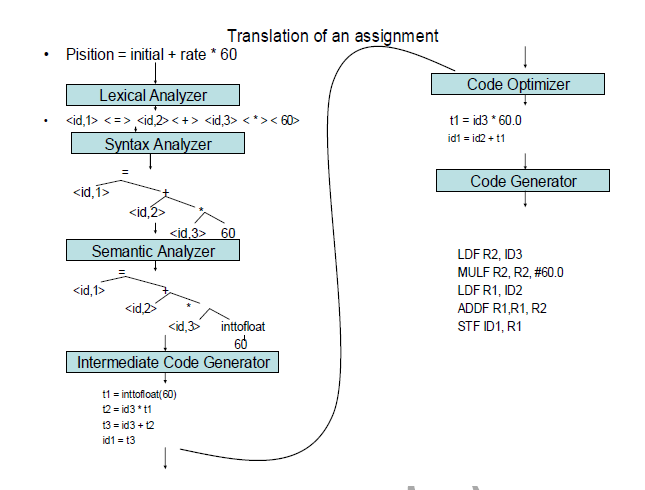 Translation of an assignment
• Pisition = initial + rate * 60
Lexical Analyzer
• <id,1> < = > <id,2> < + > <id,3> < * > < 60>
Syntax Analyzer
=
<id,1> +
<id,2> *
<id,3> 60
Semantic Analyzer
=
<id,1> +
<id,2> *
<id,3> inttofloat
60
Intermediate Code Generator
t1 = inttofloat(60)
t2 = id3 * t1
t3 = id3 + t2
id1 = t3
Code Optimizer
t1 = id3 * 60.0
id1 = id2 + t1
Code Generator
LDF R2, ID3
MULF R2, R2, #60.0
LDF R1, ID2
ADDF R1,R1, R2
STF ID1, R1